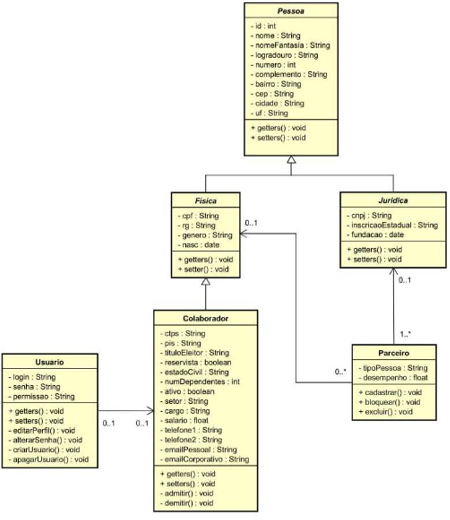 Pessoa
- id : int
- nome : String
- nomeFantasia : String
- logradouro : String
- numero : int
- complemento : String
- bairro : String
- cep : String
- cidade : String
- uf : String
+ getters() : void
+ setters() : void
Fisica
- cpf : String
- rg : String
- genero : String
- nasc : date
+ getters() : void
+ setter() : void
0..1
Juridica
- cnpj : String
- inscricaoEstadual : String
- fundacao : date
+ getters() : void
+ setters() : void
0..1
Colaborador
- ctps : String
- pis : String
- tituloEleitor : String
- reservista : boolean
- estadoCivil : String
- numDependentes : int
- ativo : boolean
- setor : String
- cargo : String
- salario : float
- telefone1 : String
- telefone2 : String
- emailPessoal : String
- emailCorporativo : String
+ getters() : void
+ setters() : void
- admitir() : void
- demitir() : void
1..*
0..*
Parceiro
- tipoPessoa : String
- desempenho : float
+ cadastrar() : void
+ bloquear() : void
+ excluir() : void
Usuario
- login : String
- senha : String
- permissao : String
+ getters() : void
+ setters() : void
- editarPerfil() : void
- alterarSenha() : void
- criarUsuario() : void
- apagarUsuario() : void
0..1
0..1